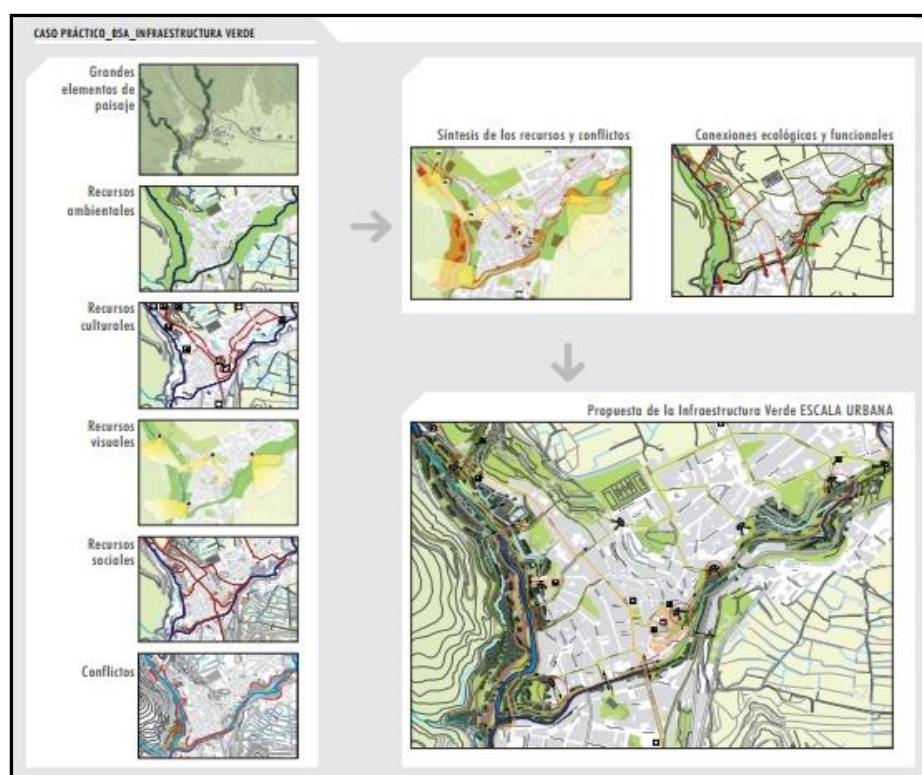 CASO PRÁCTICO_05A_INFRAESTRUCTURA VERDE
Grandes
elementos de
paisaje
Recursos
ambientales
Recursos
culturales
Recursos
visuales
Recursos
sociales
Conflictos
Síntesis de los recursos y conflictos
Conexiones ecológicas y funcionales
Propuesta de la Infraestructura Verde ESCALA URBANA